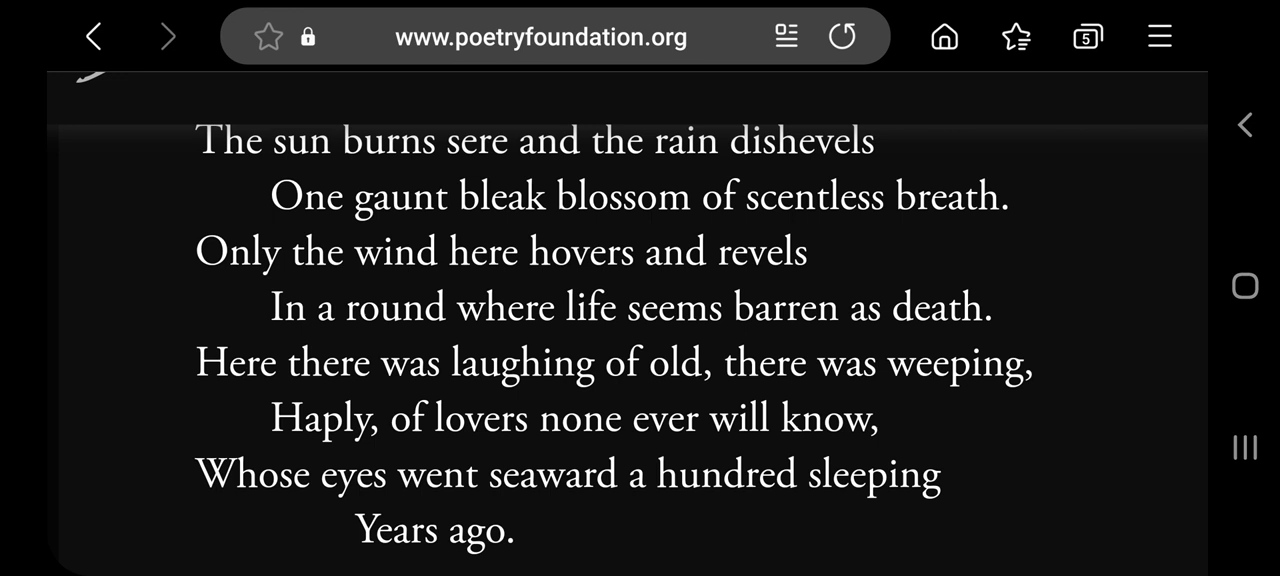 www.poetryfoundation.org
5
The sun burns sere and the rain dishevels
One gaunt bleak blossom of scentless breath.
Only the wind here hovers and revels
In a round where life seems barren as death.
Here there was laughing of old, there was weeping,
Haply, of lovers none ever will know,
Whose eyes went seaward a hundred sleeping
Years ago.